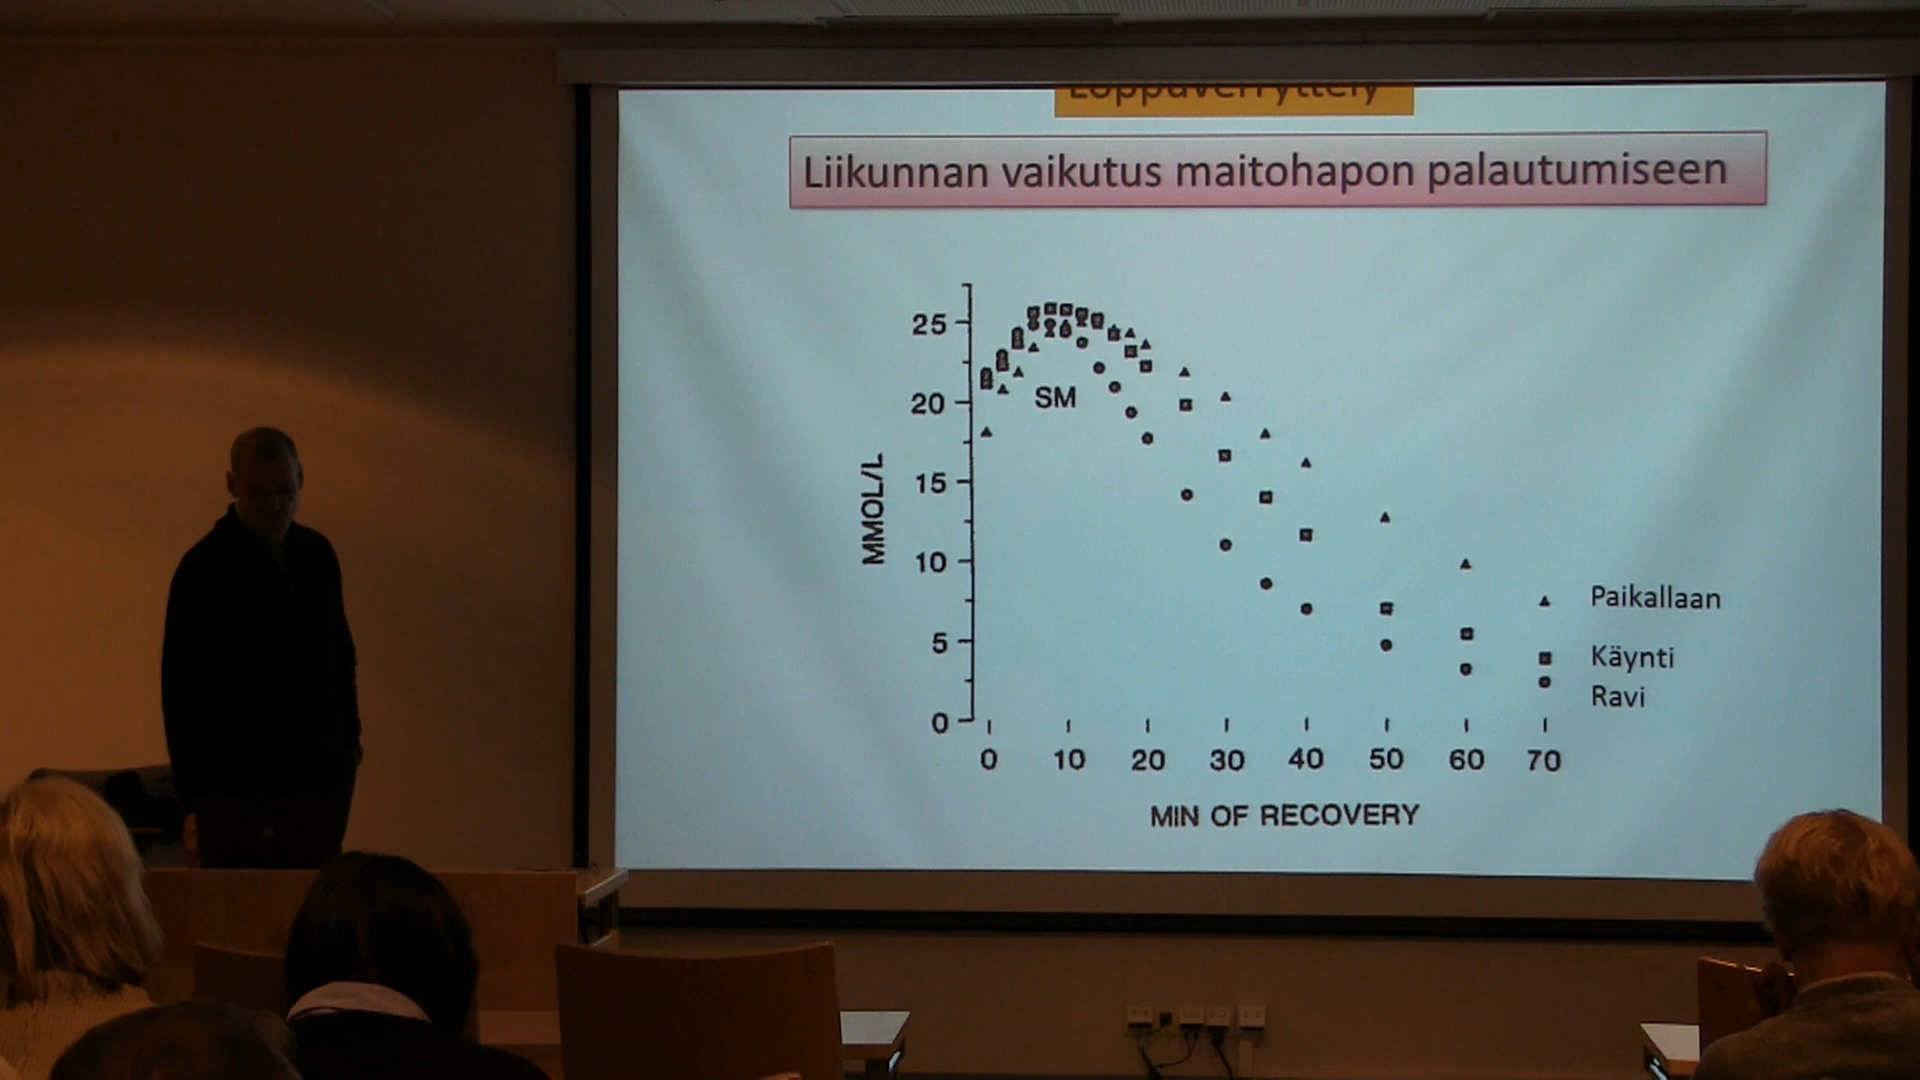 Loppuverryttely
Liikunnan vaikutus maitohapon palautumiseen
25
20
15
10
5
0
MMOL/L
SM
Paikallaan
Käynti
Ravi
0 10 20 30 40 50 60 70
MIN OF RECOVERY